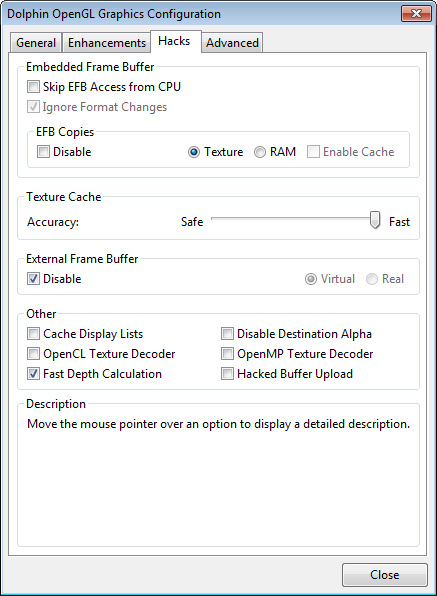 Dolphin OpenGL Graphics Configuration
General Enhancements Hacks Advanced
Embedded Frame Buffer
Skip EFB Access from CPU
Ignore Format Changes
EFB Copies
Disable Texture RAM Enable Cache
Texture Cache
Accuracy: Safe Fast
External Frame Buffer
Disable Virtual Real
Other
Cache Display Lists Disable Destination Alpha
OpenCL Texture Decoder OpenMP Texture Decoder
Fast Depth Calculation Hacked Buffer Upload
Description
Move the mouse pointer over an option to display a detailed description.
Close